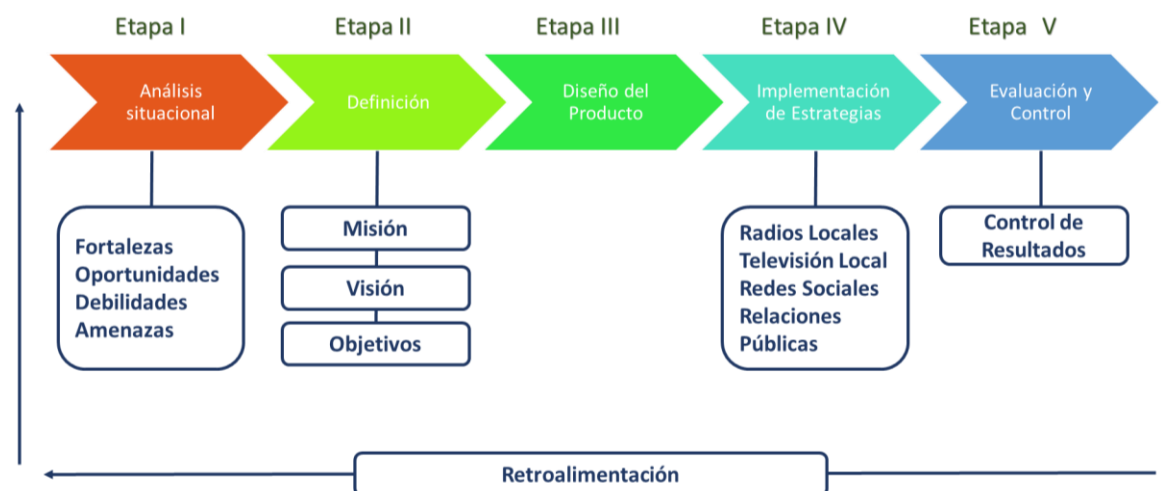 Etapa I
Etapa II
Etapa III
Etapa IV
Etapa V
Análisis
situacional
Definición
Diseño del
Producto
Implementación
de Estrategias
Evaluación y
Control
Fortalezas
Oportunidades
Debilidades
Amenazas
Misión
Visión
Objetivos
Radios Locales
Televisión Local
Redes Sociales
Relaciones
Públicas
Control de
Resultados
Retroalimentación